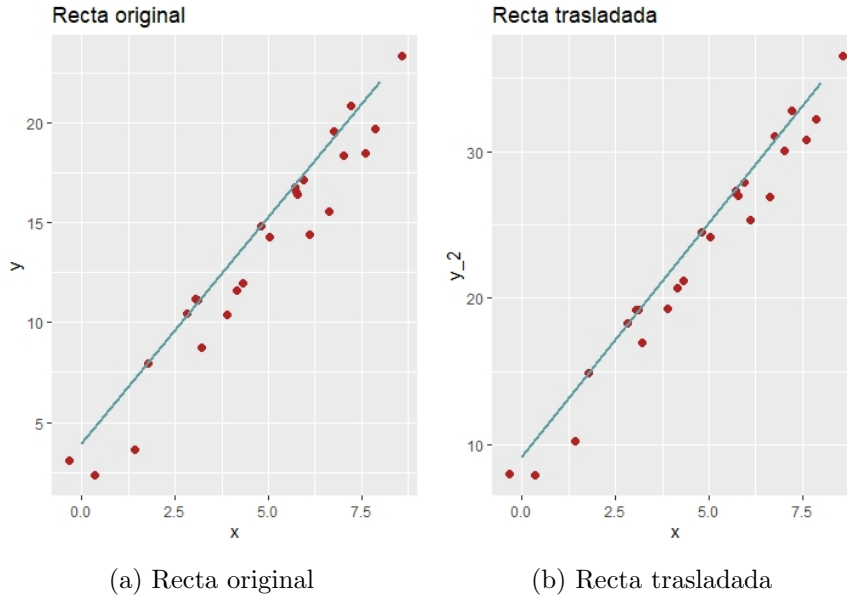 Recta original
20
15
10
5
y
0.0 2.5 5.0 7.5
x
(a) Recta original
Recta trasladada
30
20
10
y_2
0.0 2.5 5.0 7.5
x
(b) Recta trasladada